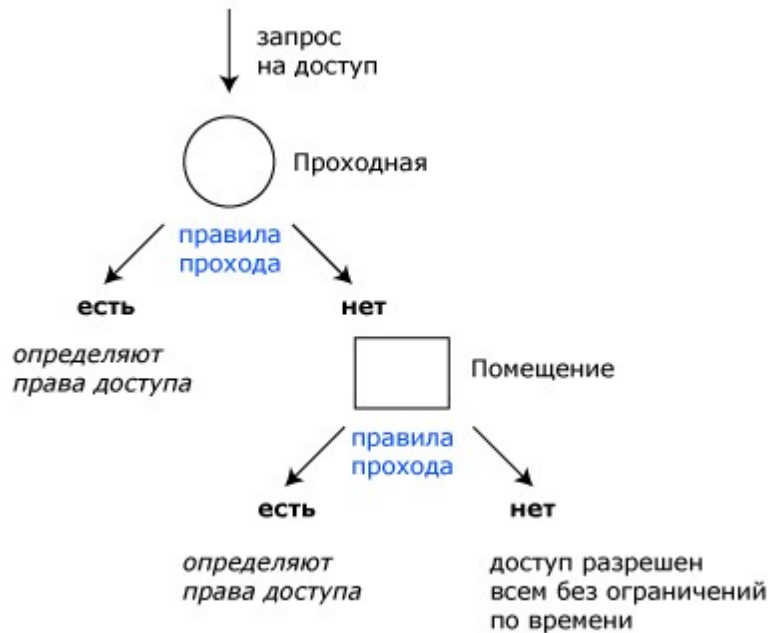 запрос
на доступ
Проходная
правила
прохода
есть
нет
определяют
права доступа
Помещение
правила
прохода
есть
нет
определяют
права доступа
доступ разрешен
всем без ограничений
по времени